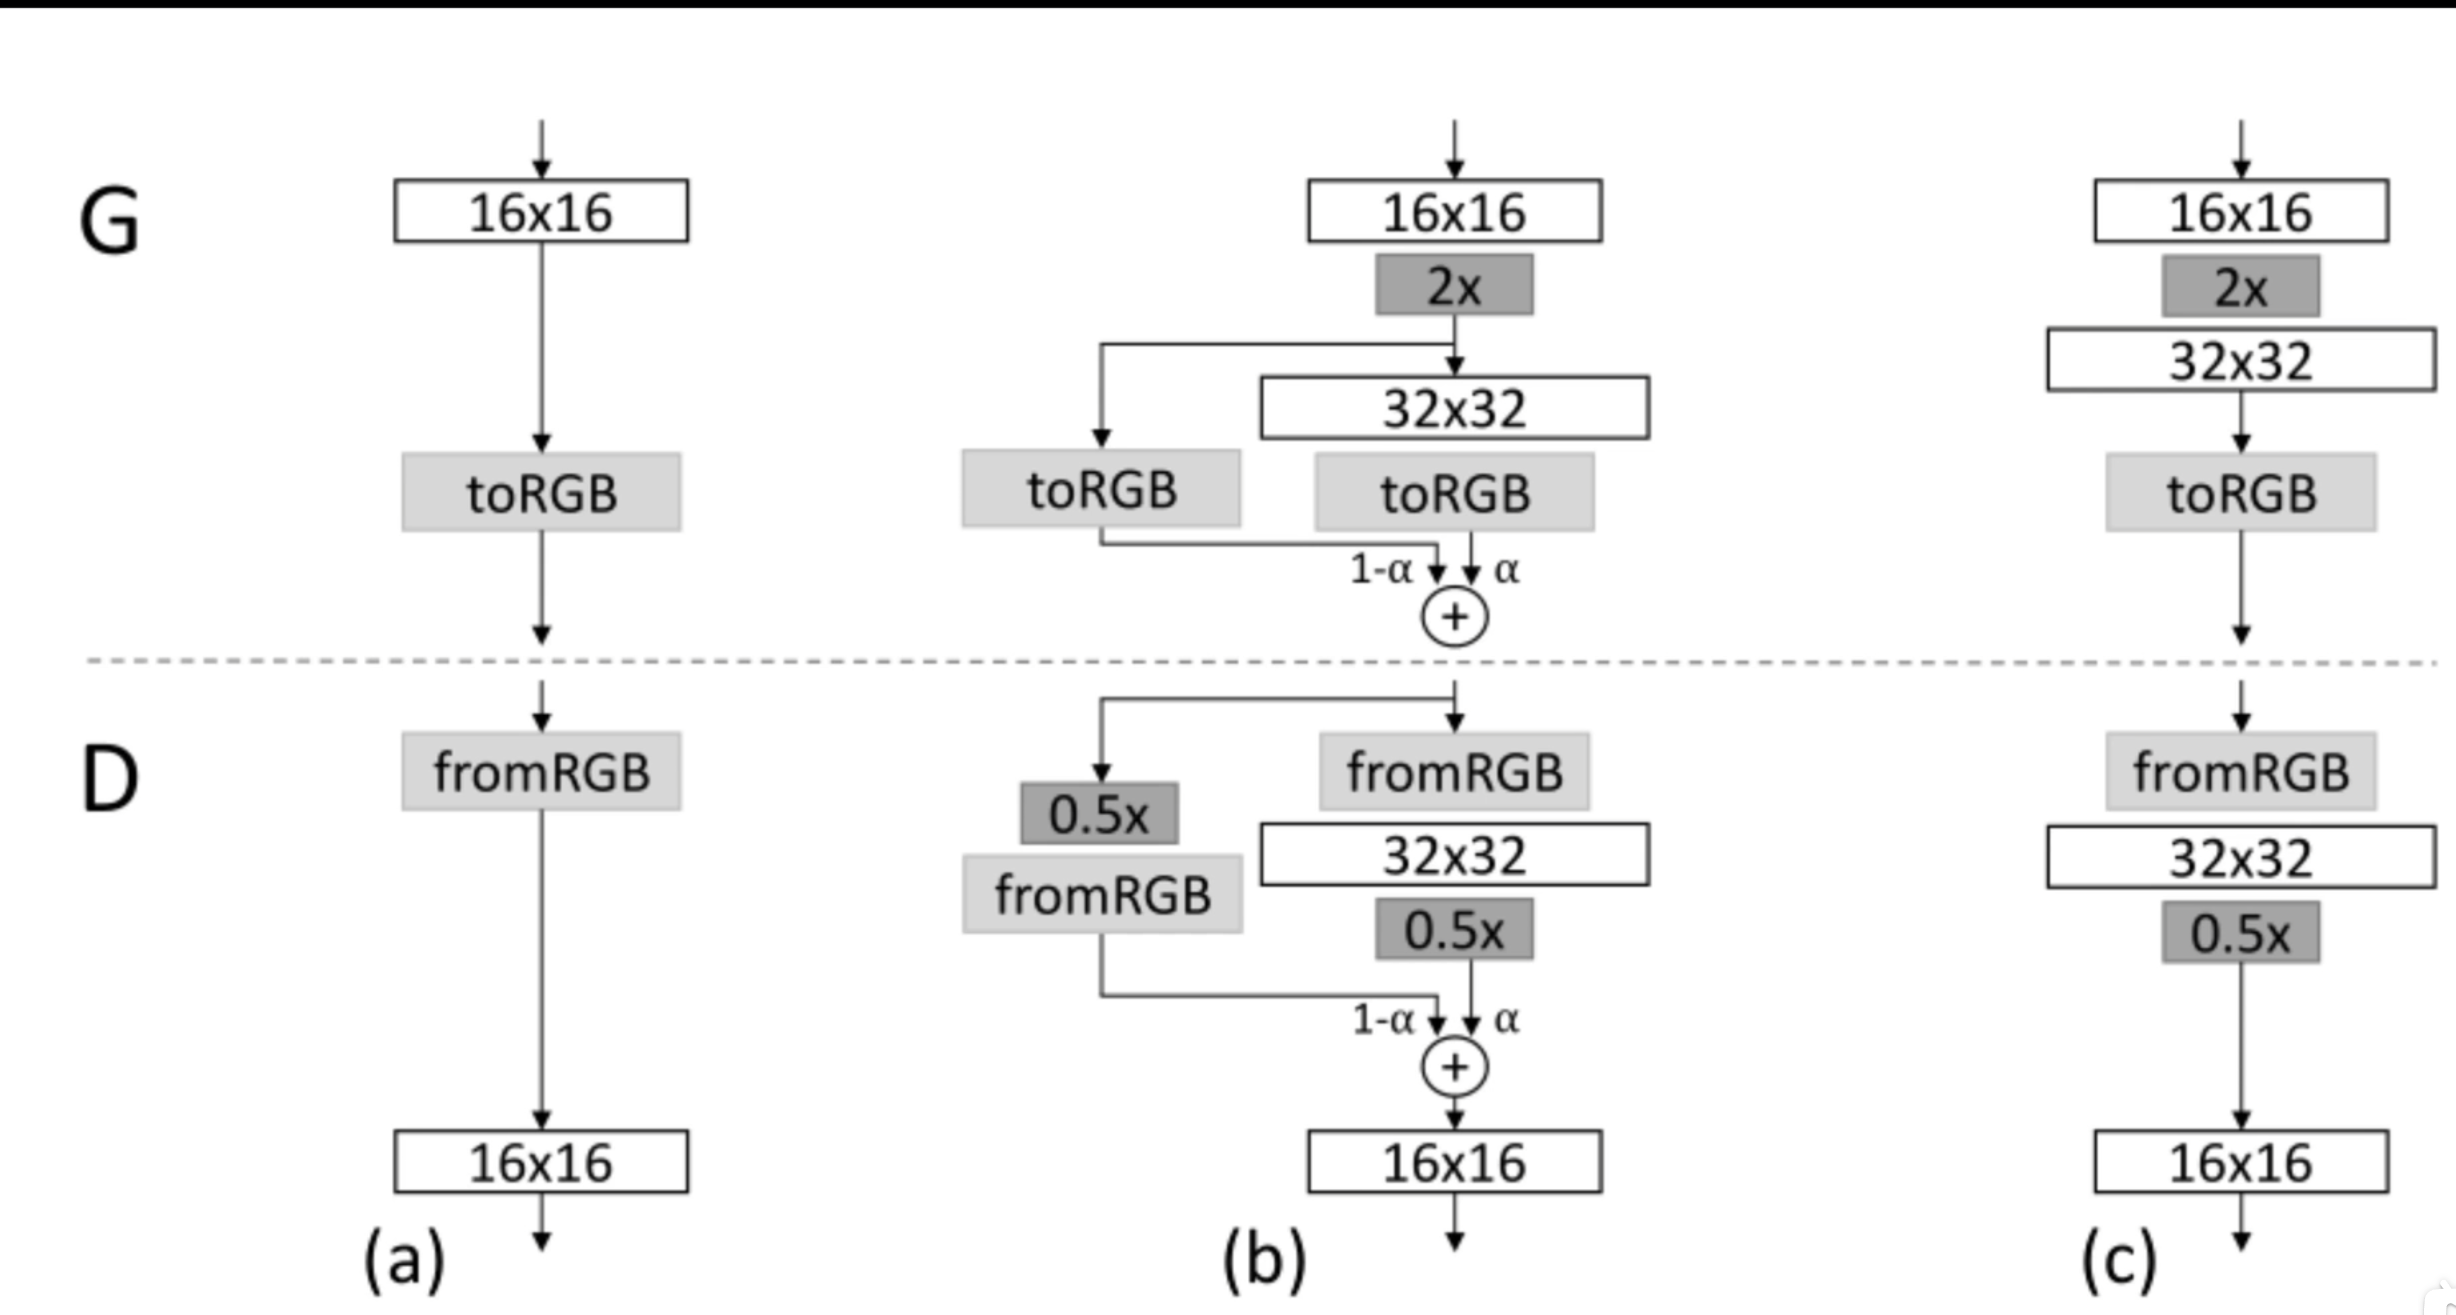 G
16x16
toRGB
16x16
2x
32x32
toRGB
toRGB
1-α
α
+
16x16
2x
32x32
toRGB
D
fromRGB
16x16
(a)
0.5x
fromRGB
fromRGB
32x32
0.5x
1-α
α
+
16x16
(b)
fromRGB
32x32
0.5x
16x16
(c)